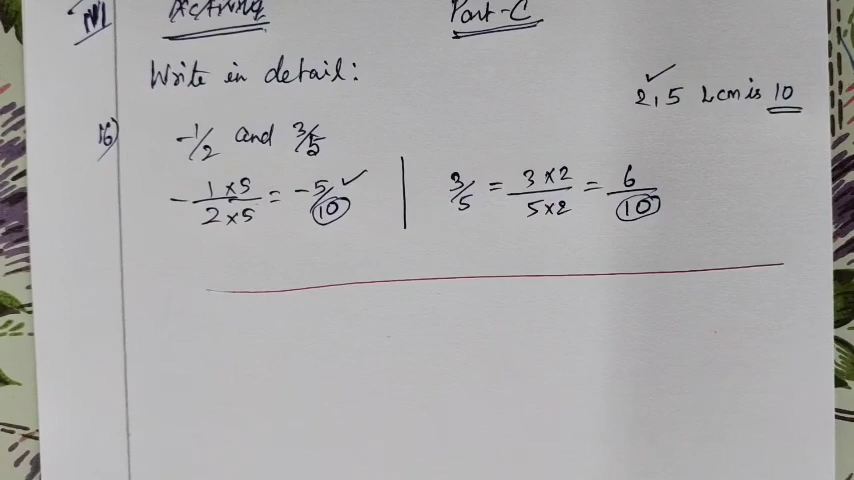 Part-C
Write in detail:
2, 5 Lcm is 10
16) -1/2 and 3/5
- 1 × 5 / 2 × 5 = -5/10 ✓ | 3/5 = 3 × 2 / 5 × 2 = 6/10